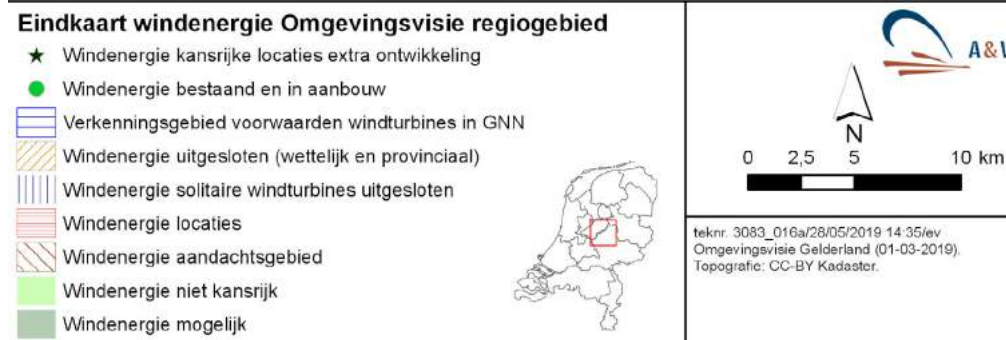 Eindkaart windenergie Omgevingsvisie regiogebied
Windenergie kansrijke locaties extra ontwikkeling
Windenergie bestaand en in aanbouw
Verkenningsgebied voorwaarden windturbines in GNN
Windenergie uitgesloten (wettelijk en provinciaal)
Windenergie solitaire windturbines uitgesloten
Windenergie locaties
Windenergie aandachtsgebied
Windenergie niet kansrijk
Windenergie mogelijk
N
0 2,5 5 10 km
teknr. 3083_016a/28/05/2019 14:35/ev
Omgevingsvisie Gelderland (01-03-2019).
Topografie: CC-BY Kadaster.